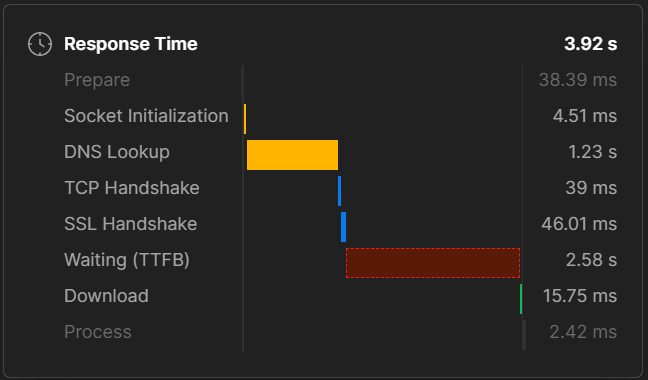 Response Time 3.92 s
Prepare 38.39 ms
Socket Initialization 4.51 ms
DNS Lookup 1.23 s
TCP Handshake 39 ms
SSL Handshake 46.01 ms
Waiting (TTFB) 2.58 s
Download 15.75 ms
Process 2.42 ms